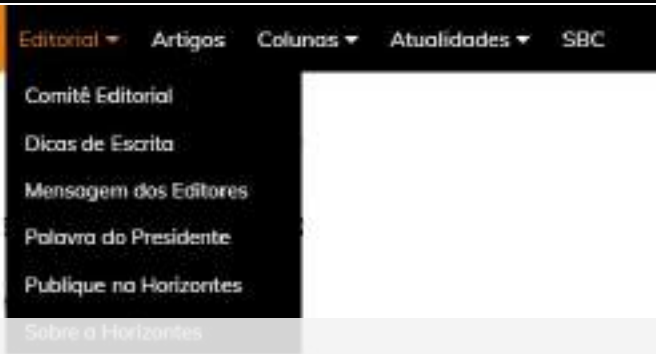 Editorial Artigos Colunas Atualidades SBC
Comitê Editorial
Dicas de Escrita
Mensagem dos Editores
Palavra do Presidente
Publique na Horizontes
Sobre a Horizontes